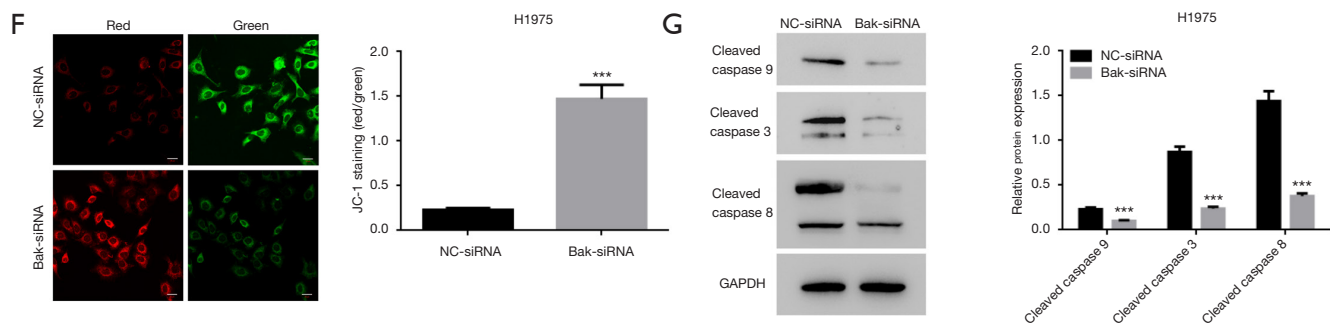 F
Red
Green
NC-siRNA
Bak-siRNA
H1975
JC-1 staining (red/green)
2.0
1.5
1.0
0.5
0.0
***
NC-siRNA
Bak-siRNA
G
NC-siRNA
Bak-siRNA
Cleaved
caspase 9
Cleaved
caspase 3
Cleaved
caspase 8
GAPDH
H1975
Relative protein expression
2.0
1.5
1.0
0.5
0.0
NC-siRNA
Bak-siRNA
***
***
***
Cleaved caspase 9
Cleaved caspase 3
Cleaved caspase 8